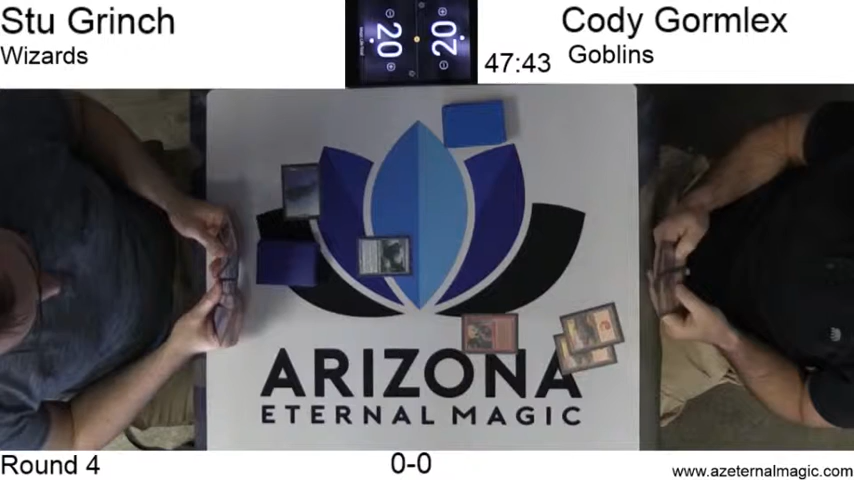 Stu Grinch
Wizards
20
20
47:43
Cody Gormlex
Goblins
ARIZONA
ETERNAL MAGIC
Round 4
0-0
www.azeternalmagic.com